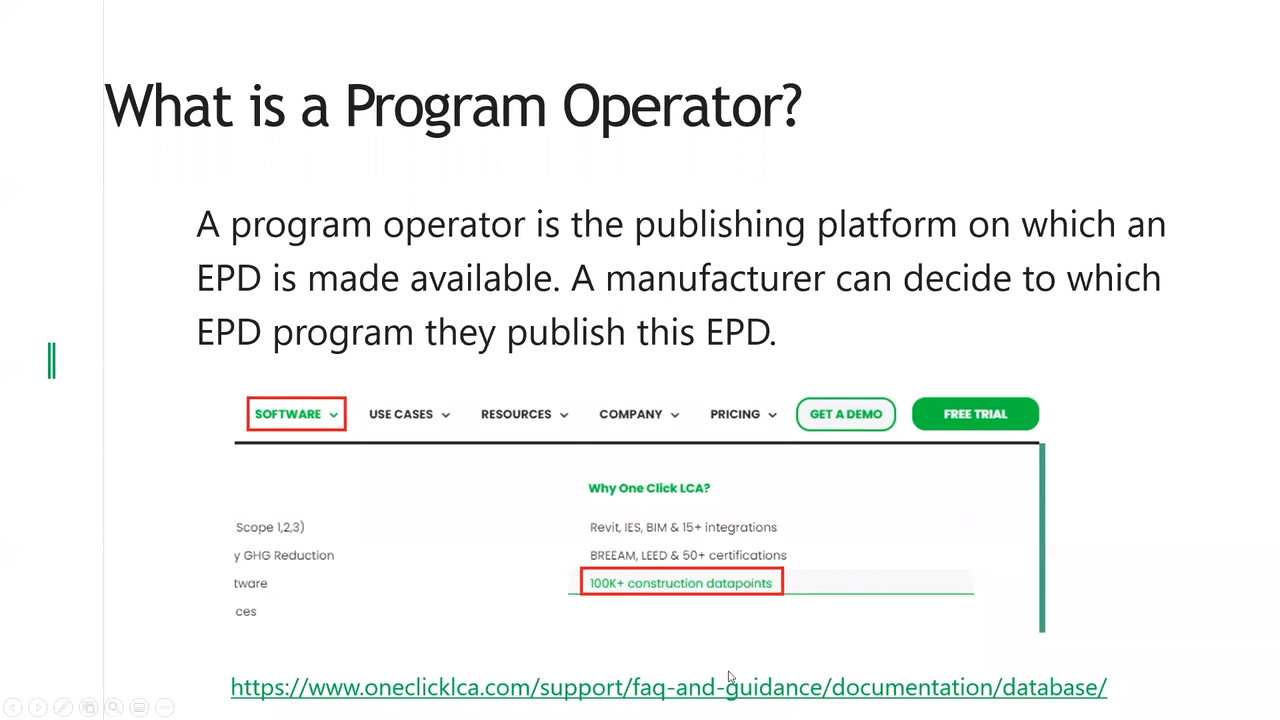 What is a Program Operator?
A program operator is the publishing platform on which an
EPD is made available. A manufacturer can decide to which
EPD program they publish this EPD.
SOFTWARE USE CASES RESOURCES COMPANY PRICING GET A DEMO FREE TRIAL
Why One Click LCA?
Scope 1,2,3) Revit, IES, BIM & 15+ integrations
y GHG Reduction BREEAM, LEED & 50+ certifications
tware 100K+ construction datapoints
ces
https://www.oneclicklca.com/support/faq-and-guidance/documentation/database/